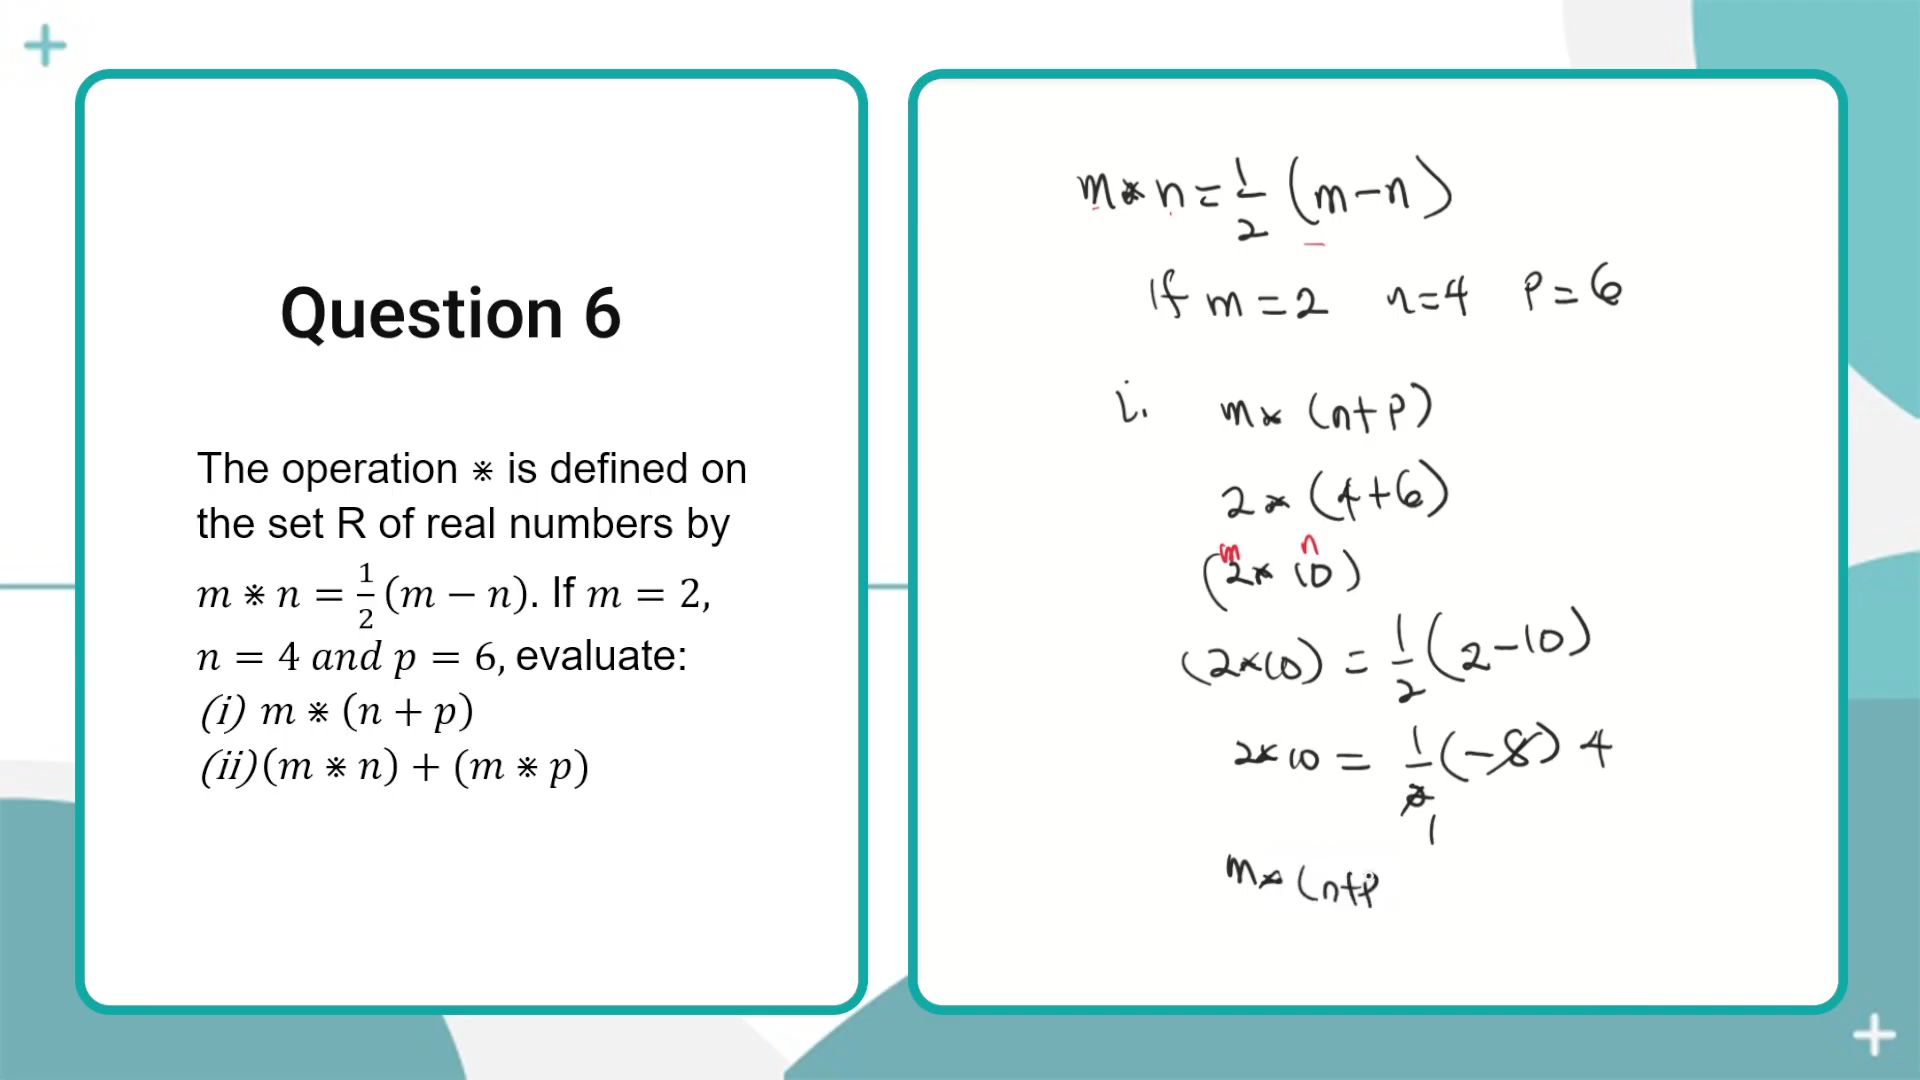 Question 6
The operation ⋇ is defined on
the set R of real numbers by
m ⋇ n = 1/2 (m − n). If m = 2,
n = 4 and p = 6, evaluate:
(i) m ⋇ (n + p)
(ii)(m ⋇ n) + (m ⋇ p)
m * n = 1/2 (m − n)
If m = 2 n = 4 P = 6
i. m * (n + P)
2 * (4 + 6)
m n
(2 * 10)
(2 * 10) = 1/2 (2 − 10)
2 * 10 = 1/2 (−8) 4
1
m * (n + P